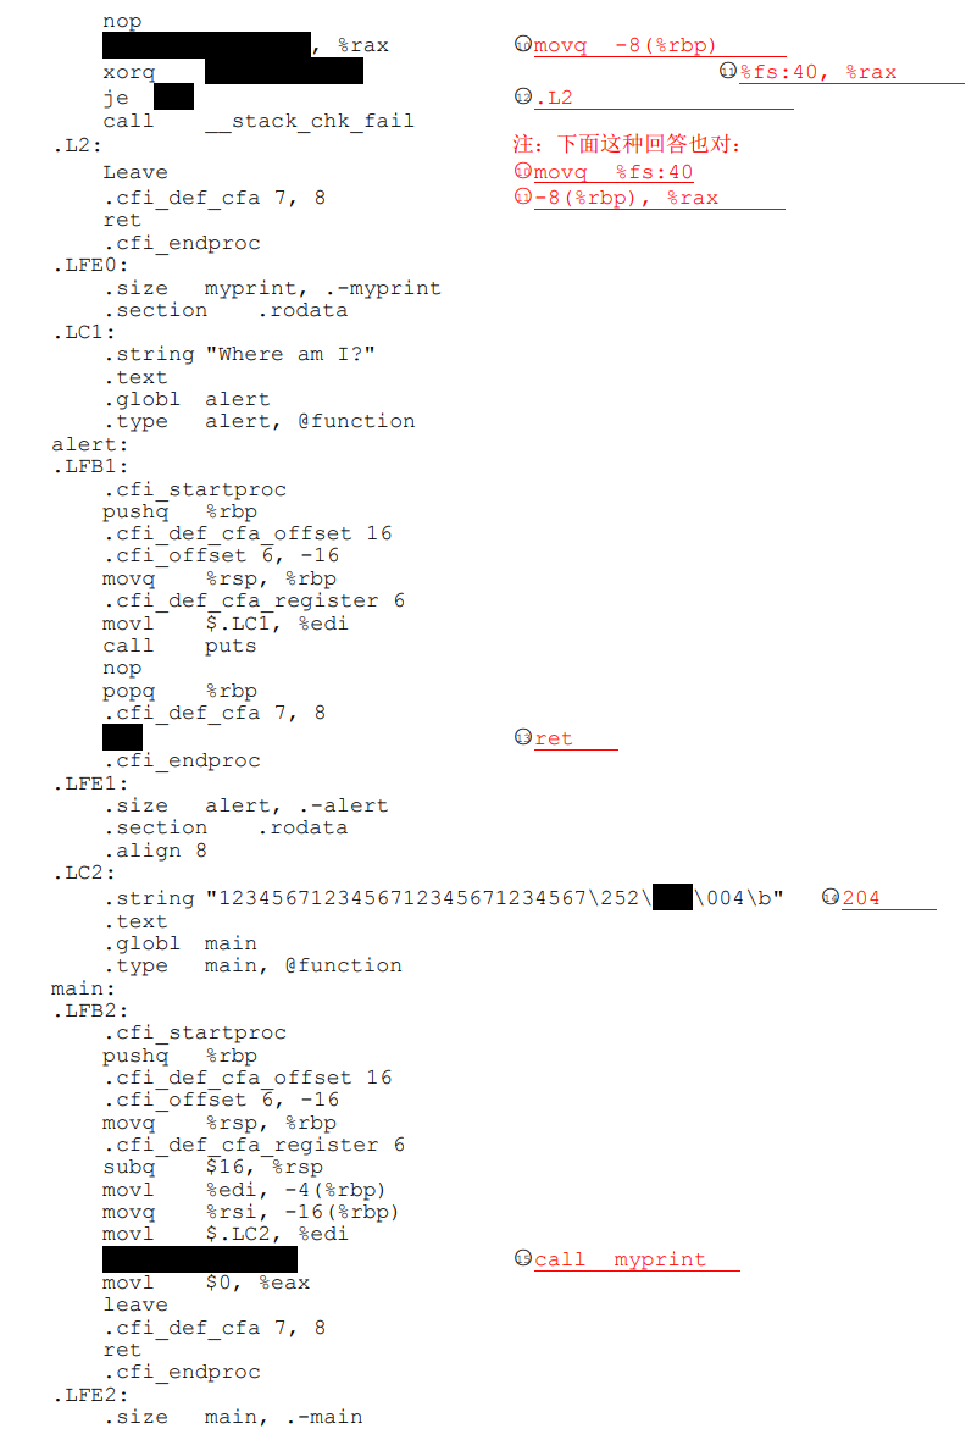 nop
, %rax ⑩movq -8(%rbp)
xorq ⑪%fs:40, %rax
je ⑫.L2
call __stack_chk_fail
.L2: 注：下面这种回答也对：
Leave ⑩movq %fs:40
.cfi_def_cfa 7, 8 ⑪-8(%rbp), %rax
ret
.cfi_endproc
.LFE0:
.size myprint, .-myprint
.section .rodata
.LC1:
.string "Where am I?"
.text
.globl alert
.type alert, @function
alert:
.LFB1:
.cfi_startproc
pushq %rbp
.cfi_def_cfa_offset 16
.cfi_offset 6, -16
movq %rsp, %rbp
.cfi_def_cfa_register 6
movl $.LC1, %edi
call puts
nop
popq %rbp
.cfi_def_cfa 7, 8
⑬ret
.cfi_endproc
.LFE1:
.size alert, .-alert
.section .rodata
.align 8
.LC2:
.string "1234567123456712345671234567\252\ \004\b" ⑭204
.text
.globl main
.type main, @function
main:
.LFB2:
.cfi_startproc
pushq %rbp
.cfi_def_cfa_offset 16
.cfi_offset 6, -16
movq %rsp, %rbp
.cfi_def_cfa_register 6
subq $16, %rsp
movl %edi, -4(%rbp)
movq %rsi, -16(%rbp)
movl $.LC2, %edi
⑮call myprint
movl $0, %eax
leave
.cfi_def_cfa 7, 8
ret
.cfi_endproc
.LFE2:
.size main, .-main